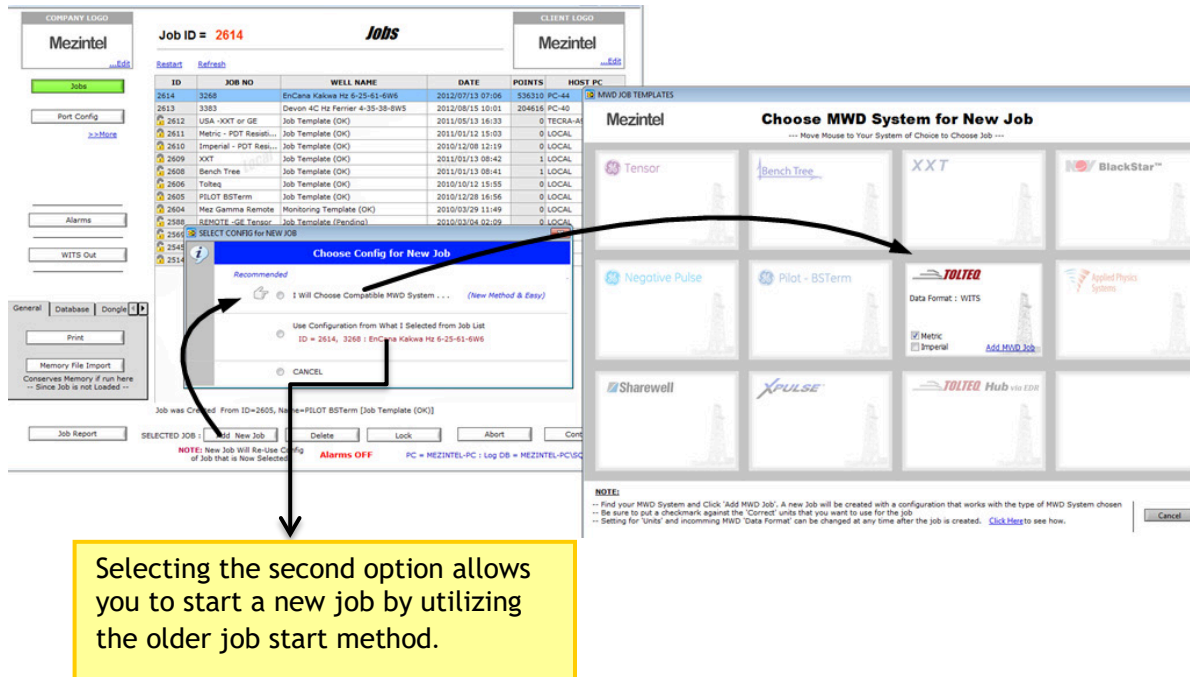 COMPANY LOGO
Mezintel
...Edit
Job ID = 2614
Jobs
CLIENT LOGO
Mezintel
...Edit
Restart Refresh
Jobs
Port Config
>>More
Alarms
WITS Out
General Database Dongle
Print
Memory File Import
Conserves Memory if run here
-- Since Job is not Loaded --
Job Report
ID JOB NO WELL NAME DATE POINTS HOST PC
2614 3268 EnCana Kakwa Hz 6-25-61-6W6 2012/07/13 07:06 536310 PC-44
2613 3383 Devon 4C Hz Ferrier 4-35-38-8W5 2012/08/15 10:01 204616 PC-40
2612 USA -XXT or GE Job Template (OK) 2011/05/13 16:33 0
2611 Metric - PDT Resisti... Job Template (OK) 2011/01/12 15:03 0 LOCAL
2610 Imperial - PDT Resi... Job Template (OK) 2010/12/08 12:19 0 LOCAL
2609 XXT Job Template (OK) 2011/01/13 08:42 1 LOCAL
2608 Bench Tree Job Template (OK) 2011/01/13 08:41 1 LOCAL
2606 Tolteq Job Template (OK) 2010/10/12 15:55 0 LOCAL
2605 PILOT BSTerm Job Template (OK) 2010/12/28 16:56 0 LOCAL
2604 Mez Gamma Remote Monitoring Template (OK) 2010/03/29 11:49 0 LOCAL
2588 REMOTE -GE Tensor Job Template (Pending) 2010/03/04 02:09 0 LOCAL
2569
2545
2514
SELECT CONFIG for NEW JOB
Choose Config for New Job
Recommended
I Will Choose Compatible MWD System . . . (New Method & Easy)
Use Configuration from What I Selected from Job List
ID = 2614, 3268 : EnCana Kakwa Hz 6-25-61-6W6
CANCEL
Job was Created From ID=2605, Name=PILOT BSTerm [Job Template (OK)]
SELECTED JOB : Add New Job Delete Lock Abort
NOTE: New Job Will Re-Use Config
of Job that is Now Selected
Alarms OFF
PC = MEZINTEL-PC : Log DB = MEZINTEL-PC\SQ
MWD JOB TEMPLATES
Mezintel
Choose MWD System for New Job
--- Move Mouse to Your System of Choice to Choose Job ---
Tensor
Bench Tree
XXT
NOV BlackStar™
Negative Pulse
Pilot - BSTerm
TOLTEQ
Data Format : WITS
Metric
Imperial
Add MWD Job
Applied Physics
Systems
Sharewell
XPULSE
TOLTEQ Hub via EDR
NOTE:
-- Find your MWD System and Click 'Add MWD Job'. A new Job will be created with a configuration that works with the type of MWD System chosen
-- Be sure to put a checkmark against the 'Correct' units that you want to use for the job
-- Setting for 'Units' and incomming MWD 'Data Format' can be changed at any time after the job is created. Click Here to see how.
Cancel
Selecting the second option allows
you to start a new job by utilizing
the older job start method.